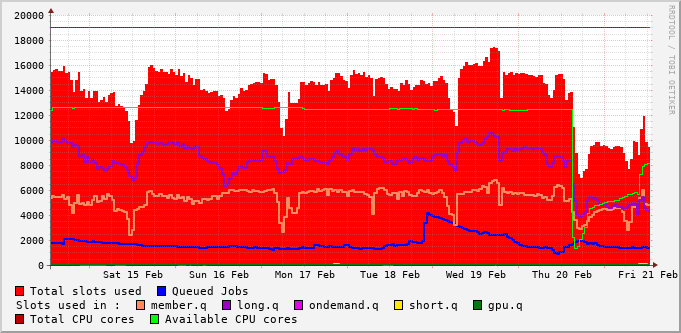 20000
18000
16000
14000
12000
10000
8000
6000
4000
2000
0
Sat 15 Feb Sun 16 Feb Mon 17 Feb Tue 18 Feb Wed 19 Feb Thu 20 Feb Fri 21 Feb
RRDTOOL / TOBI OETIKER
Total slots used Queued Jobs
Slots used in : member.q long.q ondemand.q short.q gpu.q
Total CPU cores Available CPU cores